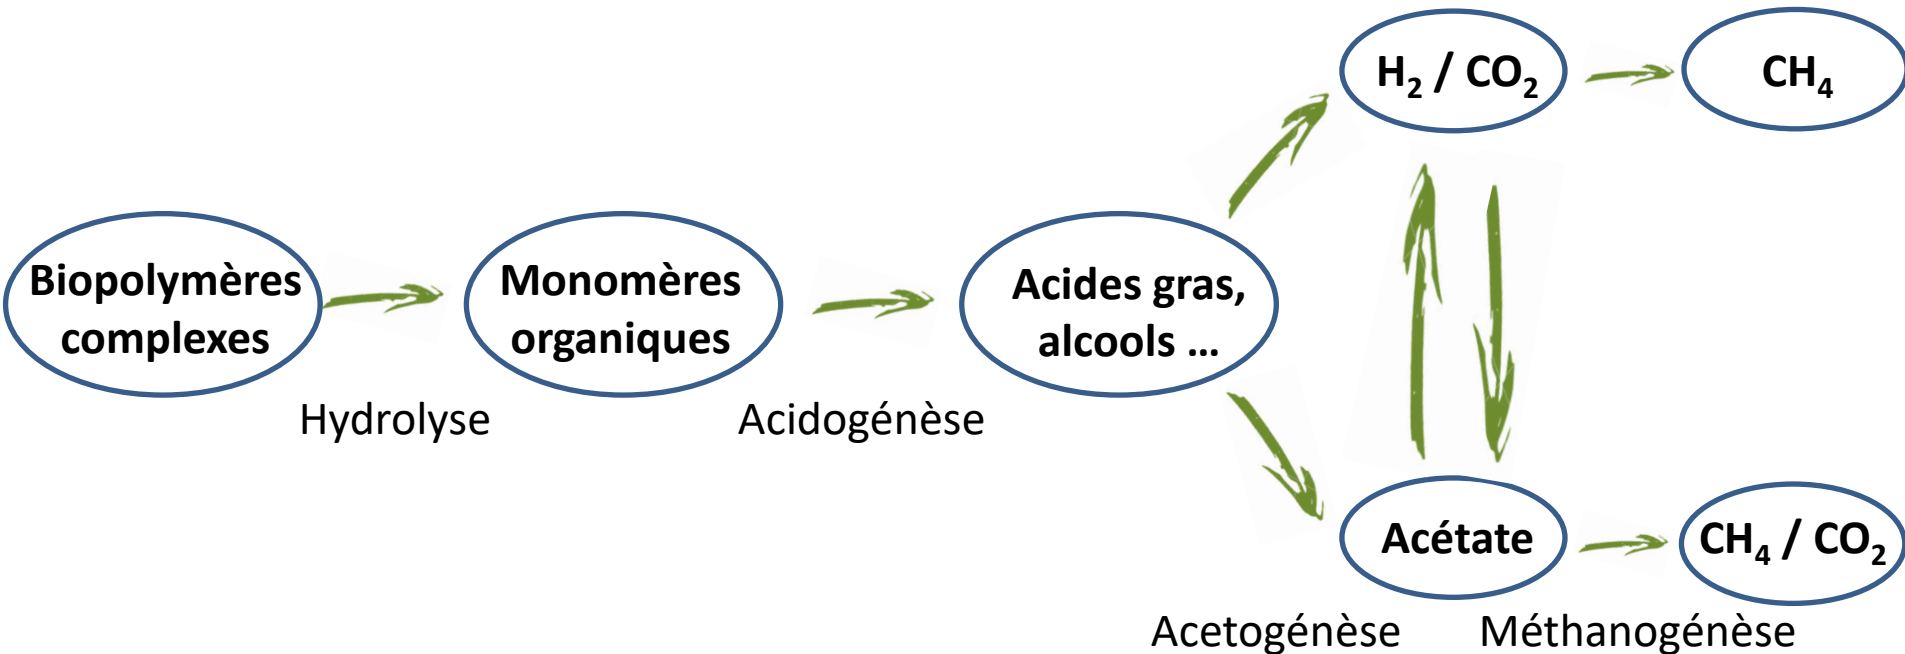 H₂ / CO₂
CH₄
Biopolymères
complexes
Monomères
organiques
Acides gras,
alcools ...
Hydrolyse
Acidogénèse
Acétate
CH₄ / CO₂
Acetogénèse
Méthanogénèse